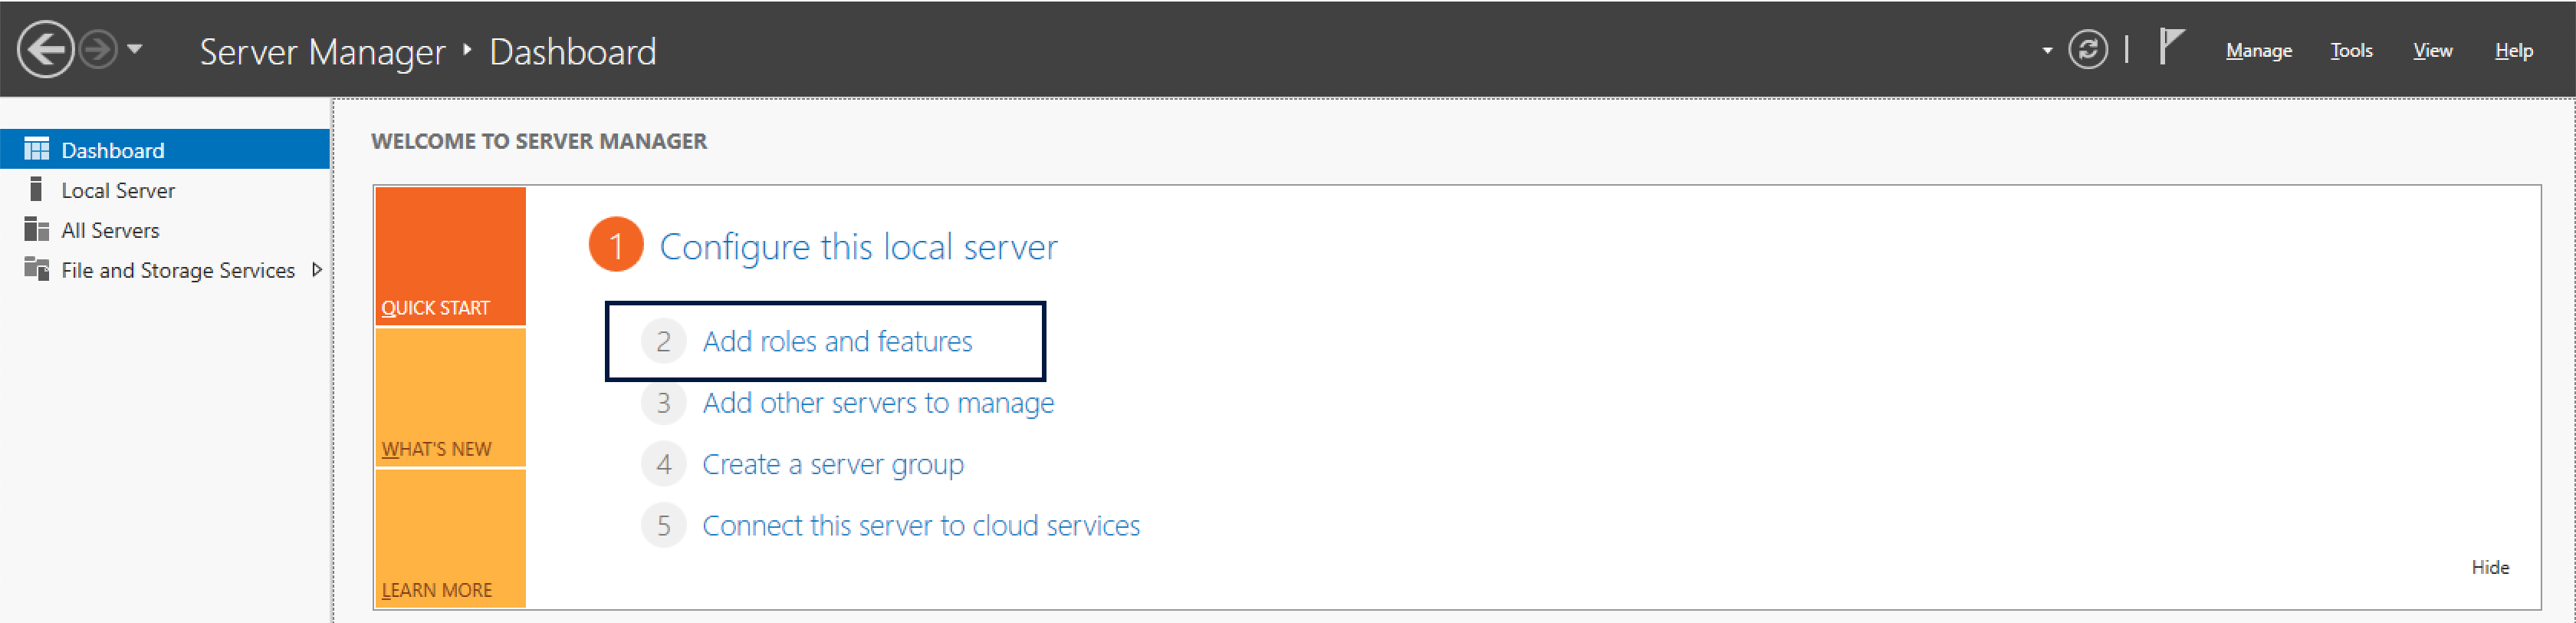 Server Manager Dashboard
Manage Tools View Help
Dashboard
Local Server
All Servers
File and Storage Services
WELCOME TO SERVER MANAGER
QUICK START
WHAT'S NEW
LEARN MORE
1 Configure this local server
2 Add roles and features
3 Add other servers to manage
4 Create a server group
5 Connect this server to cloud services
Hide